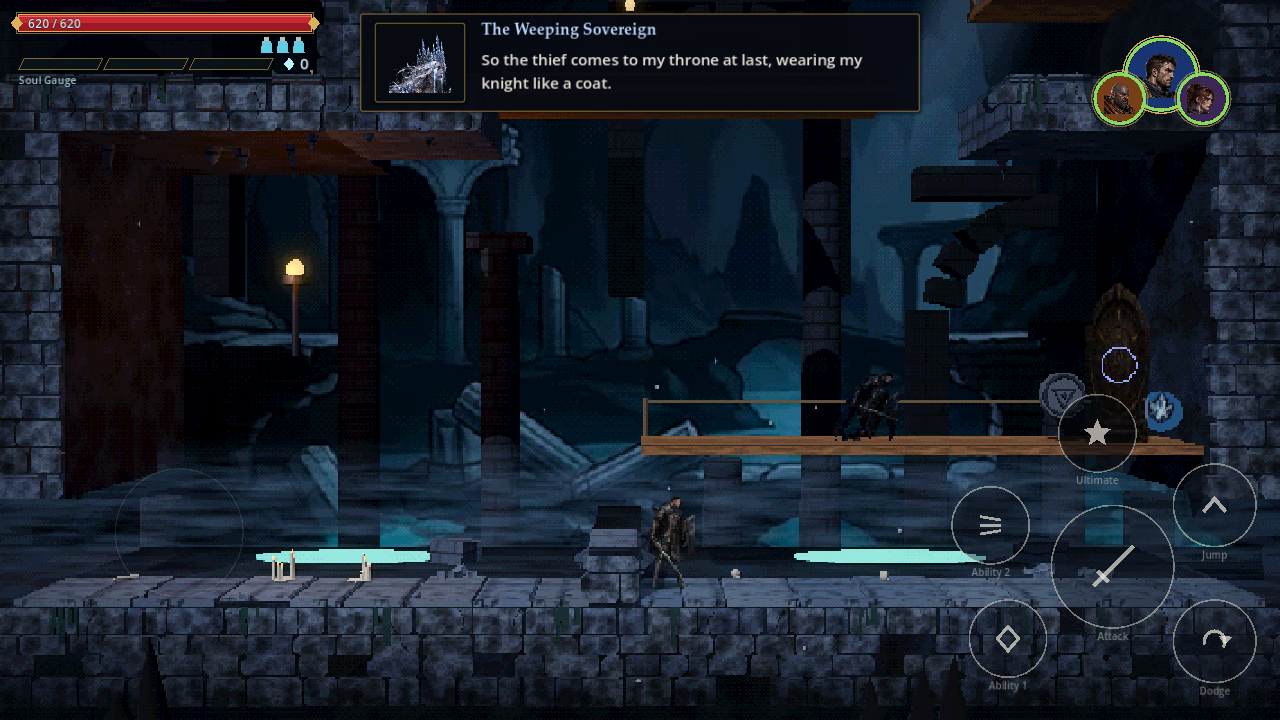 620 / 620
0
Soul Gauge
The Weeping Sovereign
So the thief comes to my throne at last, wearing my
knight like a coat.
Ultimate
Jump
Ability 2
Attack
Ability 1
Dodge